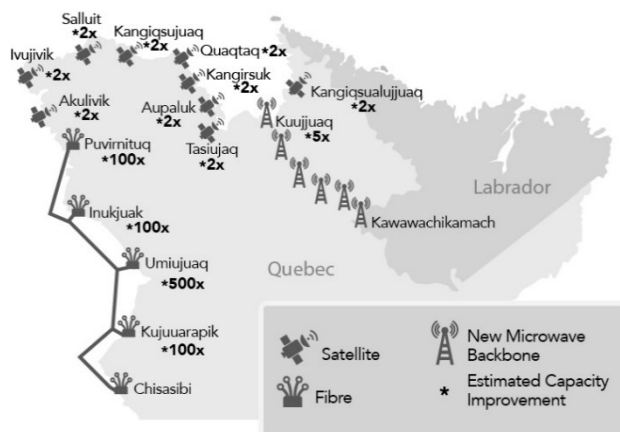 Salluit
*2x
Kangiqsujuaq
*2x
Quaqtaq *2x
Ivujivik
*2x
Kangirsuk
*2x
Kangiqsualujjuaq
*2x
Akulivik
*2x
Aupaluk
*2x
Kuujjuaq
*5x
Tasiujaq
*2x
Puvirnituq
*100x
Labrador
Inukjuak
*100x
Kawawachikamach
Umiujuaq
*500x
Quebec
Kujuuarapik
*100x
Chisasibi
Satellite
New Microwave
Backbone
Fibre
* Estimated Capacity
Improvement